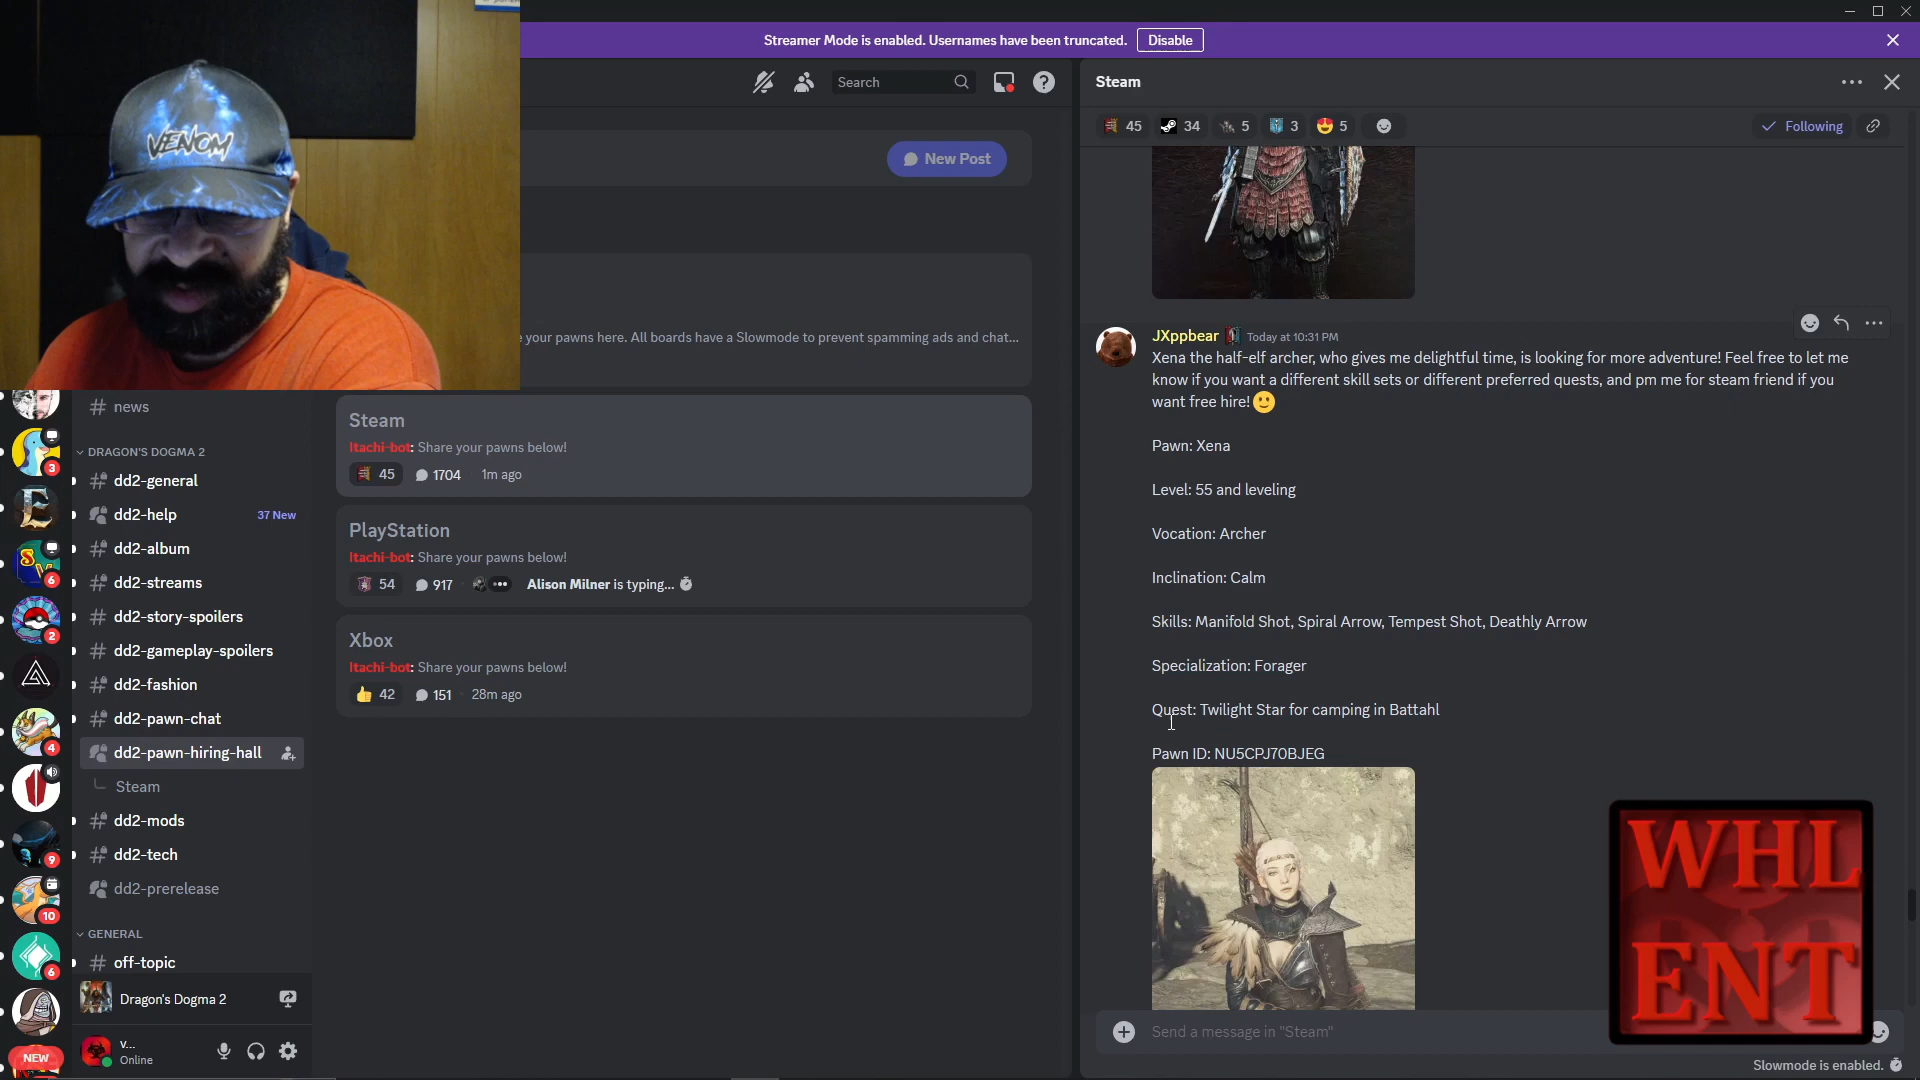 VENOM
Streamer Mode is enabled. Usernames have been truncated. Disable
Search
New Post
your pawns here. All boards have a Slowmode to prevent spamming ads and chat...
news
DRAGON'S DOGMA 2
dd2-general
dd2-help 37 New
dd2-album
dd2-streams
dd2-story-spoilers
dd2-gameplay-spoilers
dd2-fashion
dd2-pawn-chat
dd2-pawn-hiring-hall
Steam
dd2-mods
dd2-tech
dd2-prerelease
GENERAL
off-topic
Dragon's Dogma 2
v...
Online
3
6
2
4
9
10
6
NEW
Steam
Itachi-bot: Share your pawns below!
45 1704 1m ago
PlayStation
Itachi-bot: Share your pawns below!
54 917 Alison Milner is typing...
Xbox
Itachi-bot: Share your pawns below!
42 151 28m ago
Steam
45 34 5 3 5
Following
JXppbear Today at 10:31 PM
Xena the half-elf archer, who gives me delightful time, is looking for more adventure! Feel free to let me
know if you want a different skill sets or different preferred quests, and pm me for steam friend if you
want free hire!
Pawn: Xena
Level: 55 and leveling
Vocation: Archer
Inclination: Calm
Skills: Manifold Shot, Spiral Arrow, Tempest Shot, Deathly Arrow
Specialization: Forager
Quest: Twilight Star for camping in Battahl
Pawn ID: NU5CPJ70BJEG
Send a message in "Steam"
Slowmode is enabled.
WHL
ENT